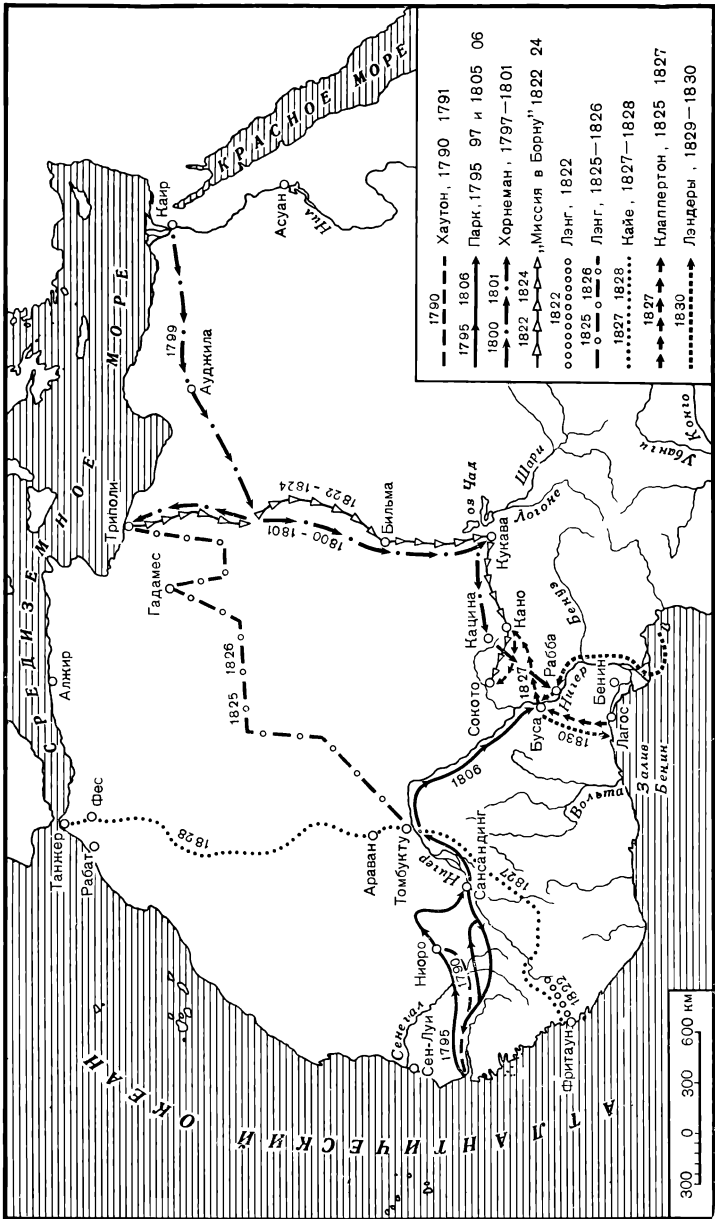 СРЕДИЗЕМНОЕ МОРЕ
КРАСНОЕ МОРЕ
АТЛАНТИЧЕСКИЙ ОКЕАН
Танжер
Фес
Рабат
Алжир
Триполи
Каир
Асуан
Нил
1799
Ауджила
Гадамес
1822-1824
1800-1801
Бильма
1825 1826
1828
Араван
Томбукту
Нигер
Сансандинг
1827
1806
Ниоро
1790
1795
Сенегал
Сен-Луи
1822
Фритаун
Оз Чад
Кукава
Шари
Логоне
Убанги
Конго
Кацина
Кано
Сокото
1827
Буса
Рабба
Нигер
Бенуэ
Бенин
Лагос
1830
Вольта
Залив
Бенин
300 0 300 600 км
1790 Хаутон, 1790 1791
1795 1806 Парк, 1795 97 и 1805 06
1800 1801 Хорнеман, 1797—1801
1822 1824 „Миссия в Борну" 1822 24
1822 Лэнг, 1822
1825 1826 Лэнг, 1825—1826
1827 1828 Кайе, 1827—1828
1827 Клаппертон, 1825 1827
1830 Лэндеры, 1829—1830